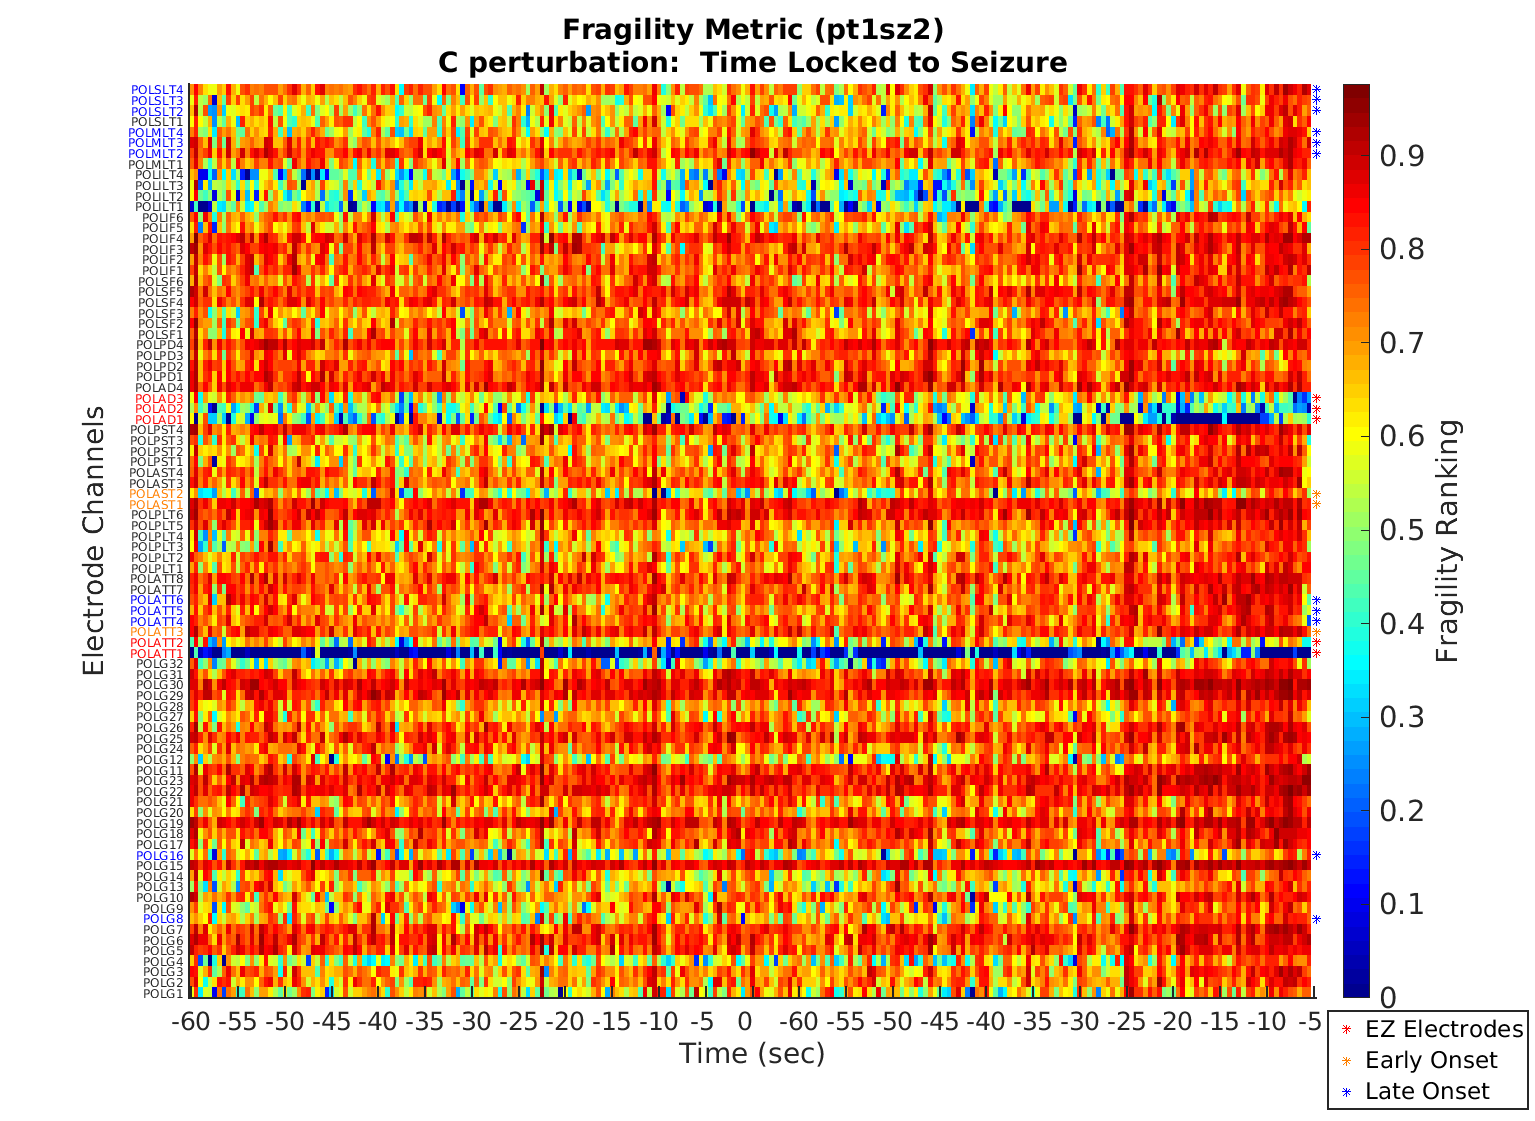 Fragility Metric (pt1sz2)
C perturbation:  Time Locked to Seizure
Electrode Channels
POLSLT4
POLSLT3
POLSLT2
POLSLT1
POLMLT4
POLMLT3
POLMLT2
POLMLT1
POLILT4
POLILT3
POLILT2
POLILT1
POLIF6
POLIF5
POLIF4
POLIF3
POLIF2
POLIF1
POLSF6
POLSF5
POLSF4
POLSF3
POLSF2
POLSF1
POLPD4
POLPD3
POLPD2
POLPD1
POLAD4
POLAD3
POLAD2
POLAD1
POLPST4
POLPST3
POLPST2
POLPST1
POLAST4
POLAST3
POLAST2
POLAST1
POLPLT6
POLPLT5
POLPLT4
POLPLT3
POLPLT2
POLPLT1
POLATT8
POLATT7
POLATT6
POLATT5
POLATT4
POLATT3
POLATT2
POLATT1
POLG32
POLG31
POLG30
POLG29
POLG28
POLG27
POLG26
POLG25
POLG24
POLG12
POLG11
POLG23
POLG22
POLG21
POLG20
POLG19
POLG18
POLG17
POLG16
POLG15
POLG14
POLG13
POLG10
POLG9
POLG8
POLG7
POLG6
POLG5
POLG4
POLG3
POLG2
POLG1
-60 -55 -50 -45 -40 -35 -30 -25 -20 -15 -10 -5 0 -60 -55 -50 -45 -40 -35 -30 -25 -20 -15 -10 -5
Time (sec)
0.9
0.8
0.7
0.6
0.5
0.4
0.3
0.2
0.1
0
Fragility Ranking
EZ Electrodes
Early Onset
Late Onset